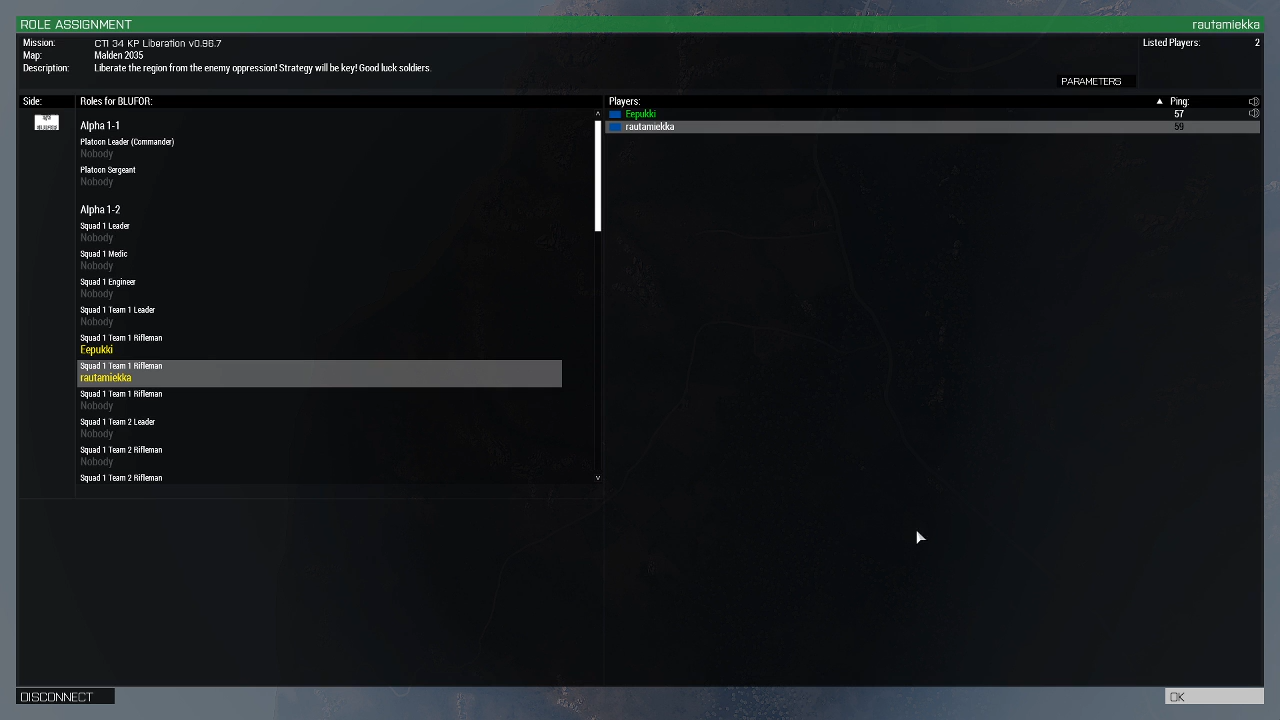 ROLE ASSIGNMENT rautamiekka
Mission: CTI 34 KP Liberation v0.96.7 Listed Players: 2
Map: Malden 2035
Description: Liberate the region from the enemy oppression! Strategy will be key! Good luck soldiers.
PARAMETERS
Side: Roles for BLUFOR: Players: Ping:
Eepukki 57
rautamiekka 59
Alpha 1-1
Platoon Leader (Commander)
Nobody
Platoon Sergeant
Nobody
Alpha 1-2
Squad 1 Leader
Nobody
Squad 1 Medic
Nobody
Squad 1 Engineer
Nobody
Squad 1 Team 1 Leader
Nobody
Squad 1 Team 1 Rifleman
Eepukki
Squad 1 Team 1 Rifleman
rautamiekka
Squad 1 Team 1 Rifleman
Nobody
Squad 1 Team 2 Leader
Nobody
Squad 1 Team 2 Rifleman
Nobody
Squad 1 Team 2 Rifleman
DISCONNECT OK